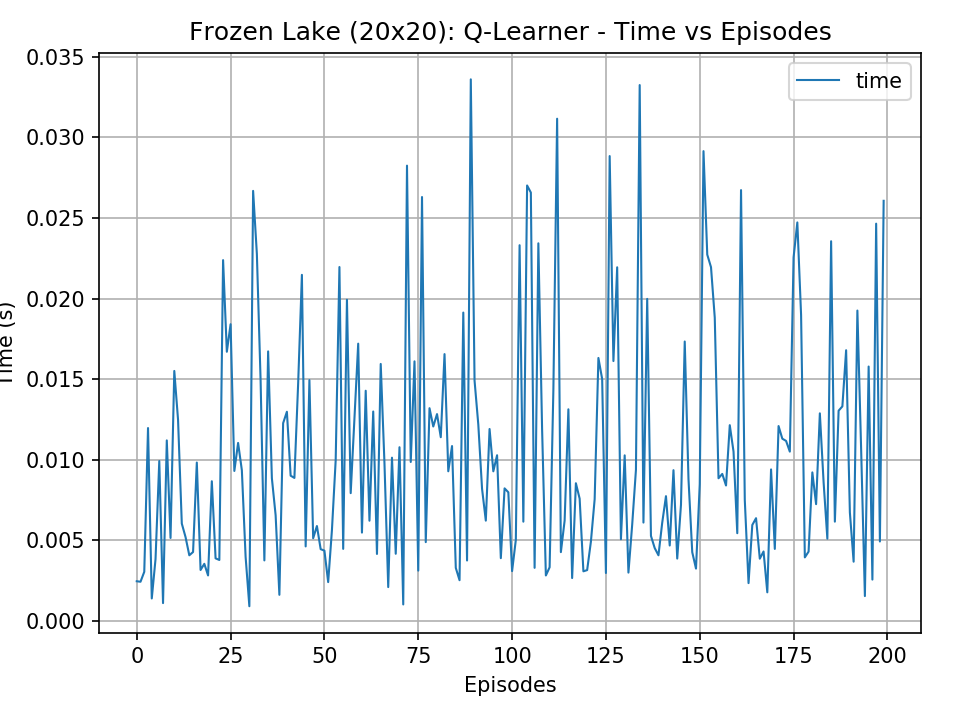 Frozen Lake (20x20): Q-Learner - Time vs Episodes
time
0.035
0.030
0.025
0.020
0.015
0.010
0.005
0.000
Time (s)
0 25 50 75 100 125 150 175 200
Episodes